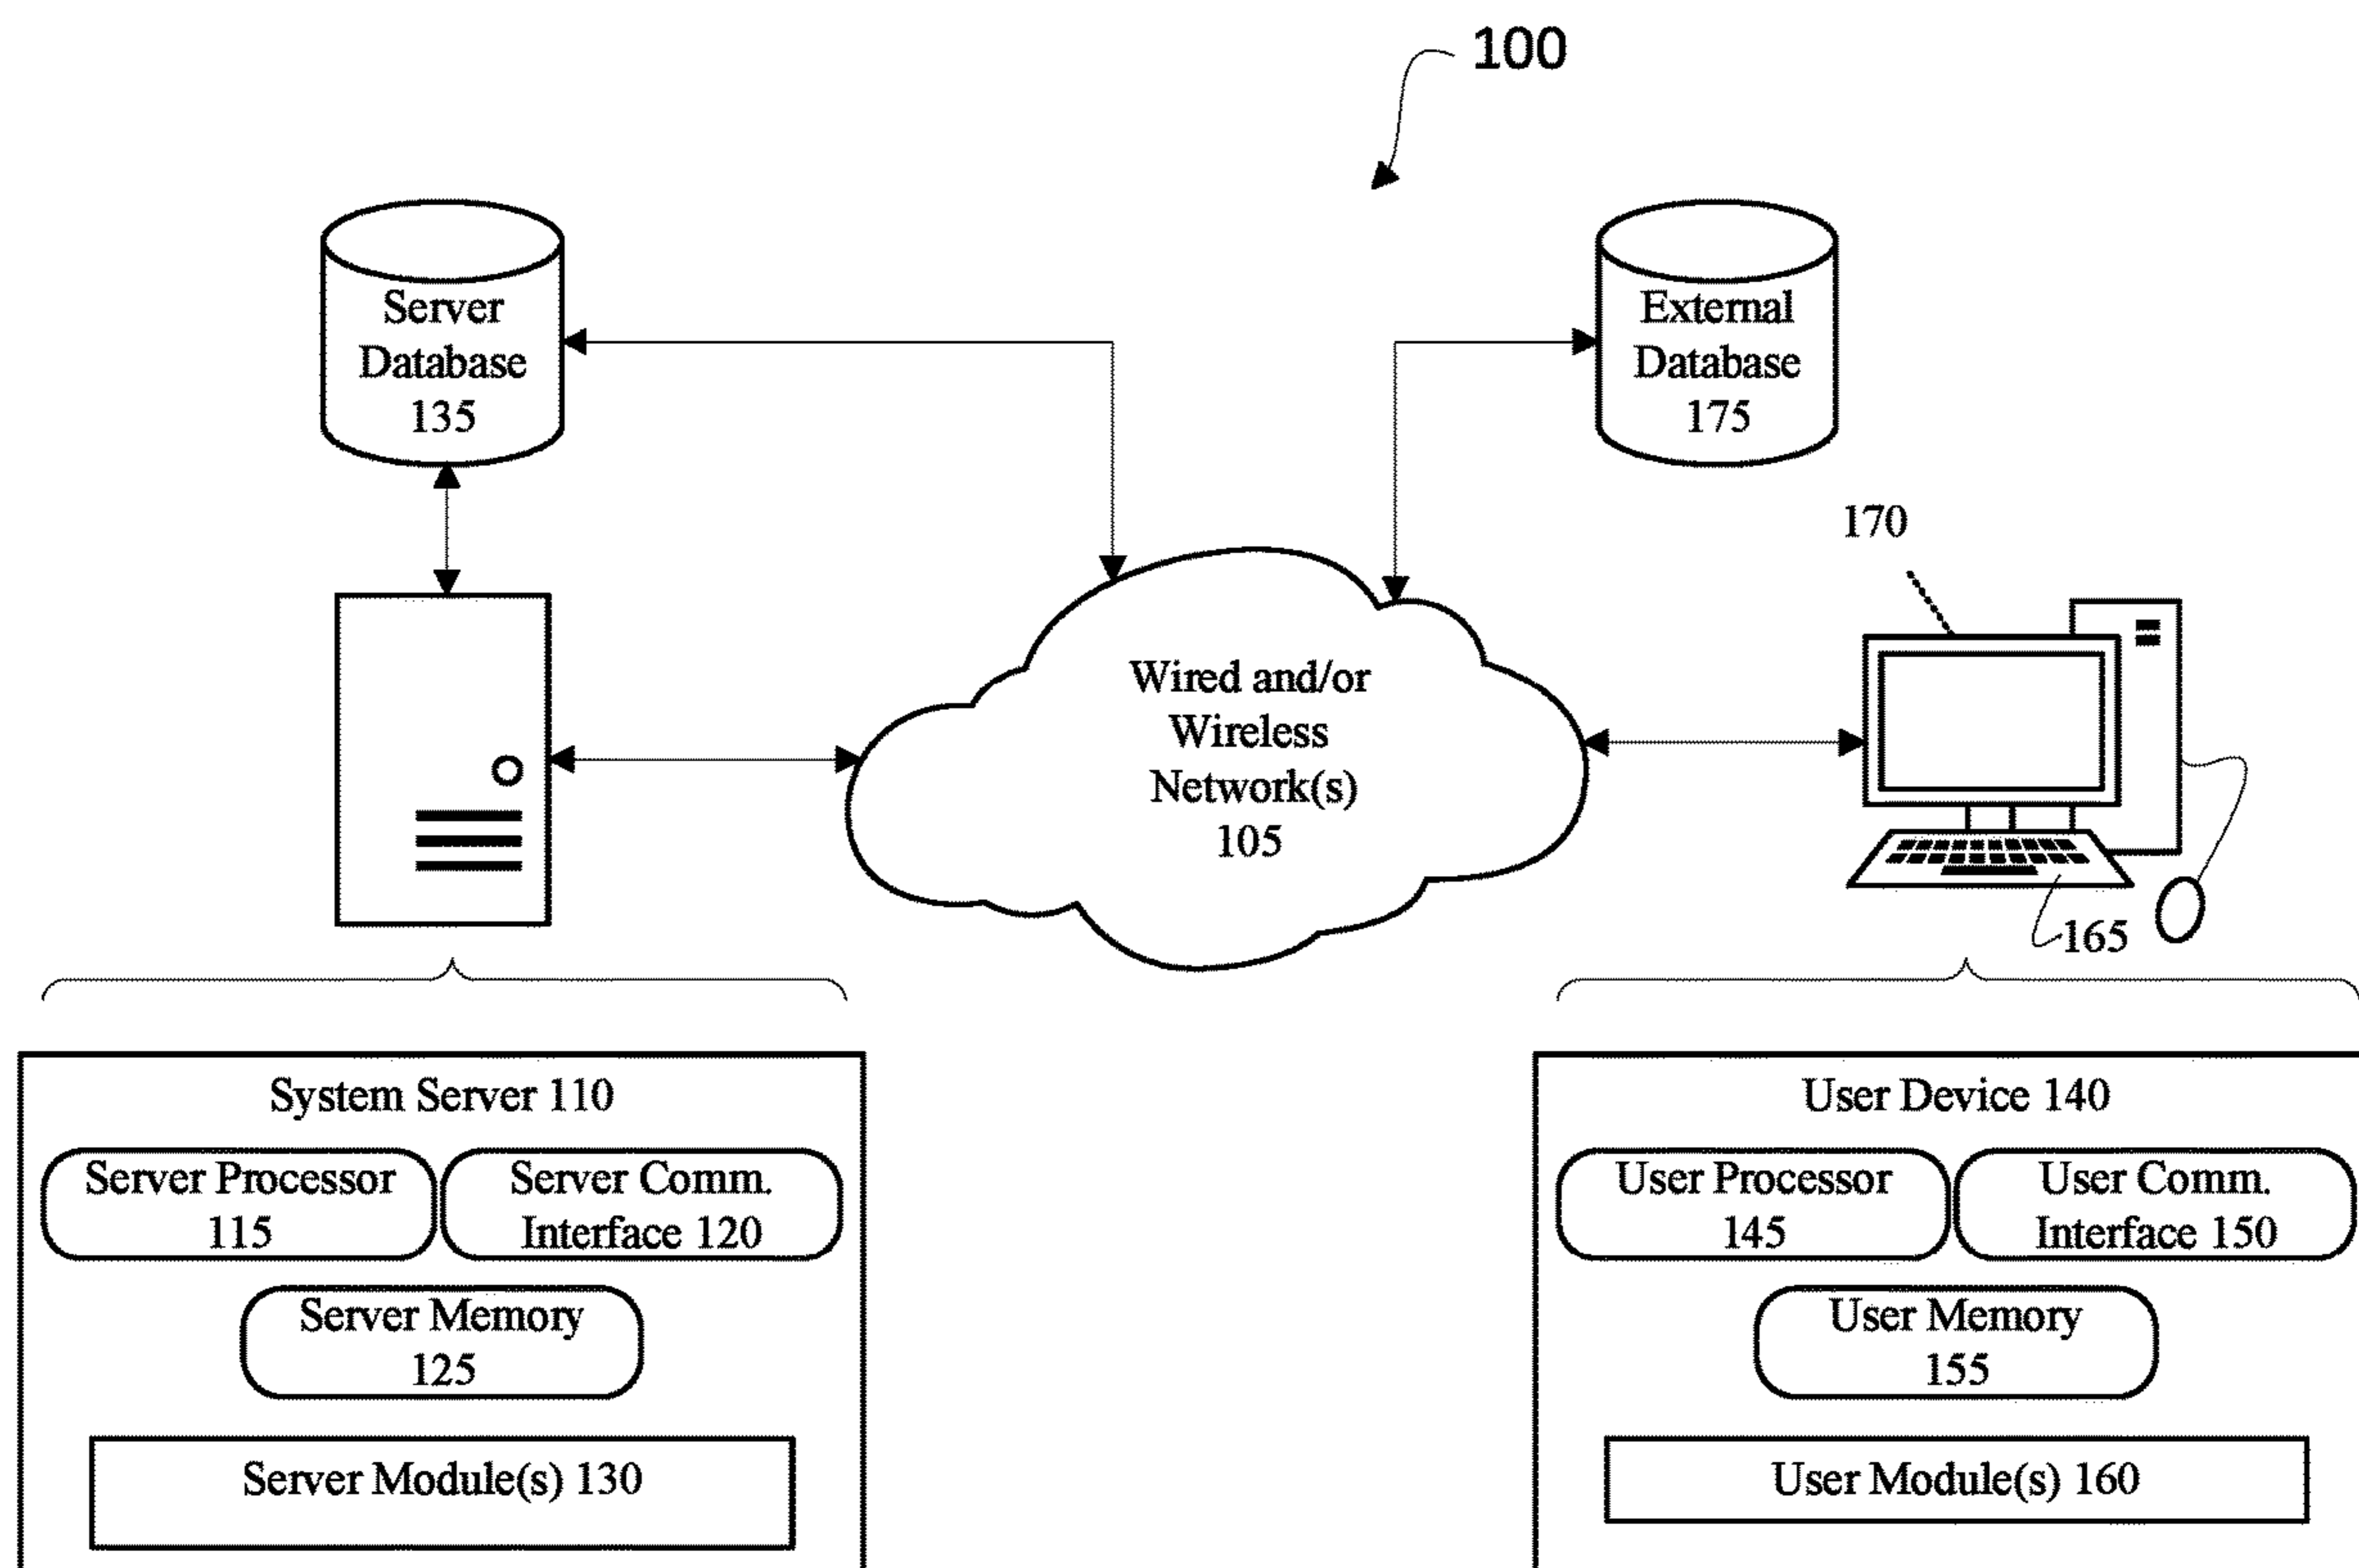 100
Server
Database
135
External
Database
175
170
Wired and/or
Wireless
Network(s)
105
165
System Server 110
Server Processor
115
Server Comm.
Interface 120
Server Memory
125
Server Module(s) 130
User Device 140
User Processor
145
User Comm.
Interface 150
User Memory
155
User Module(s) 160